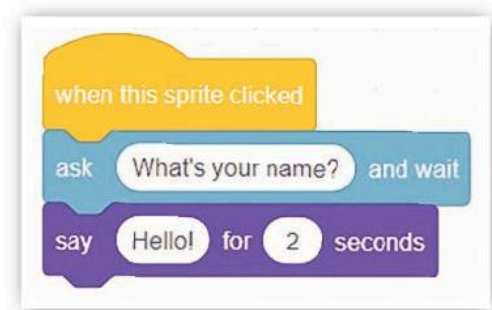 when this sprite clicked
ask What's your name? and wait
say Hello! for 2 seconds